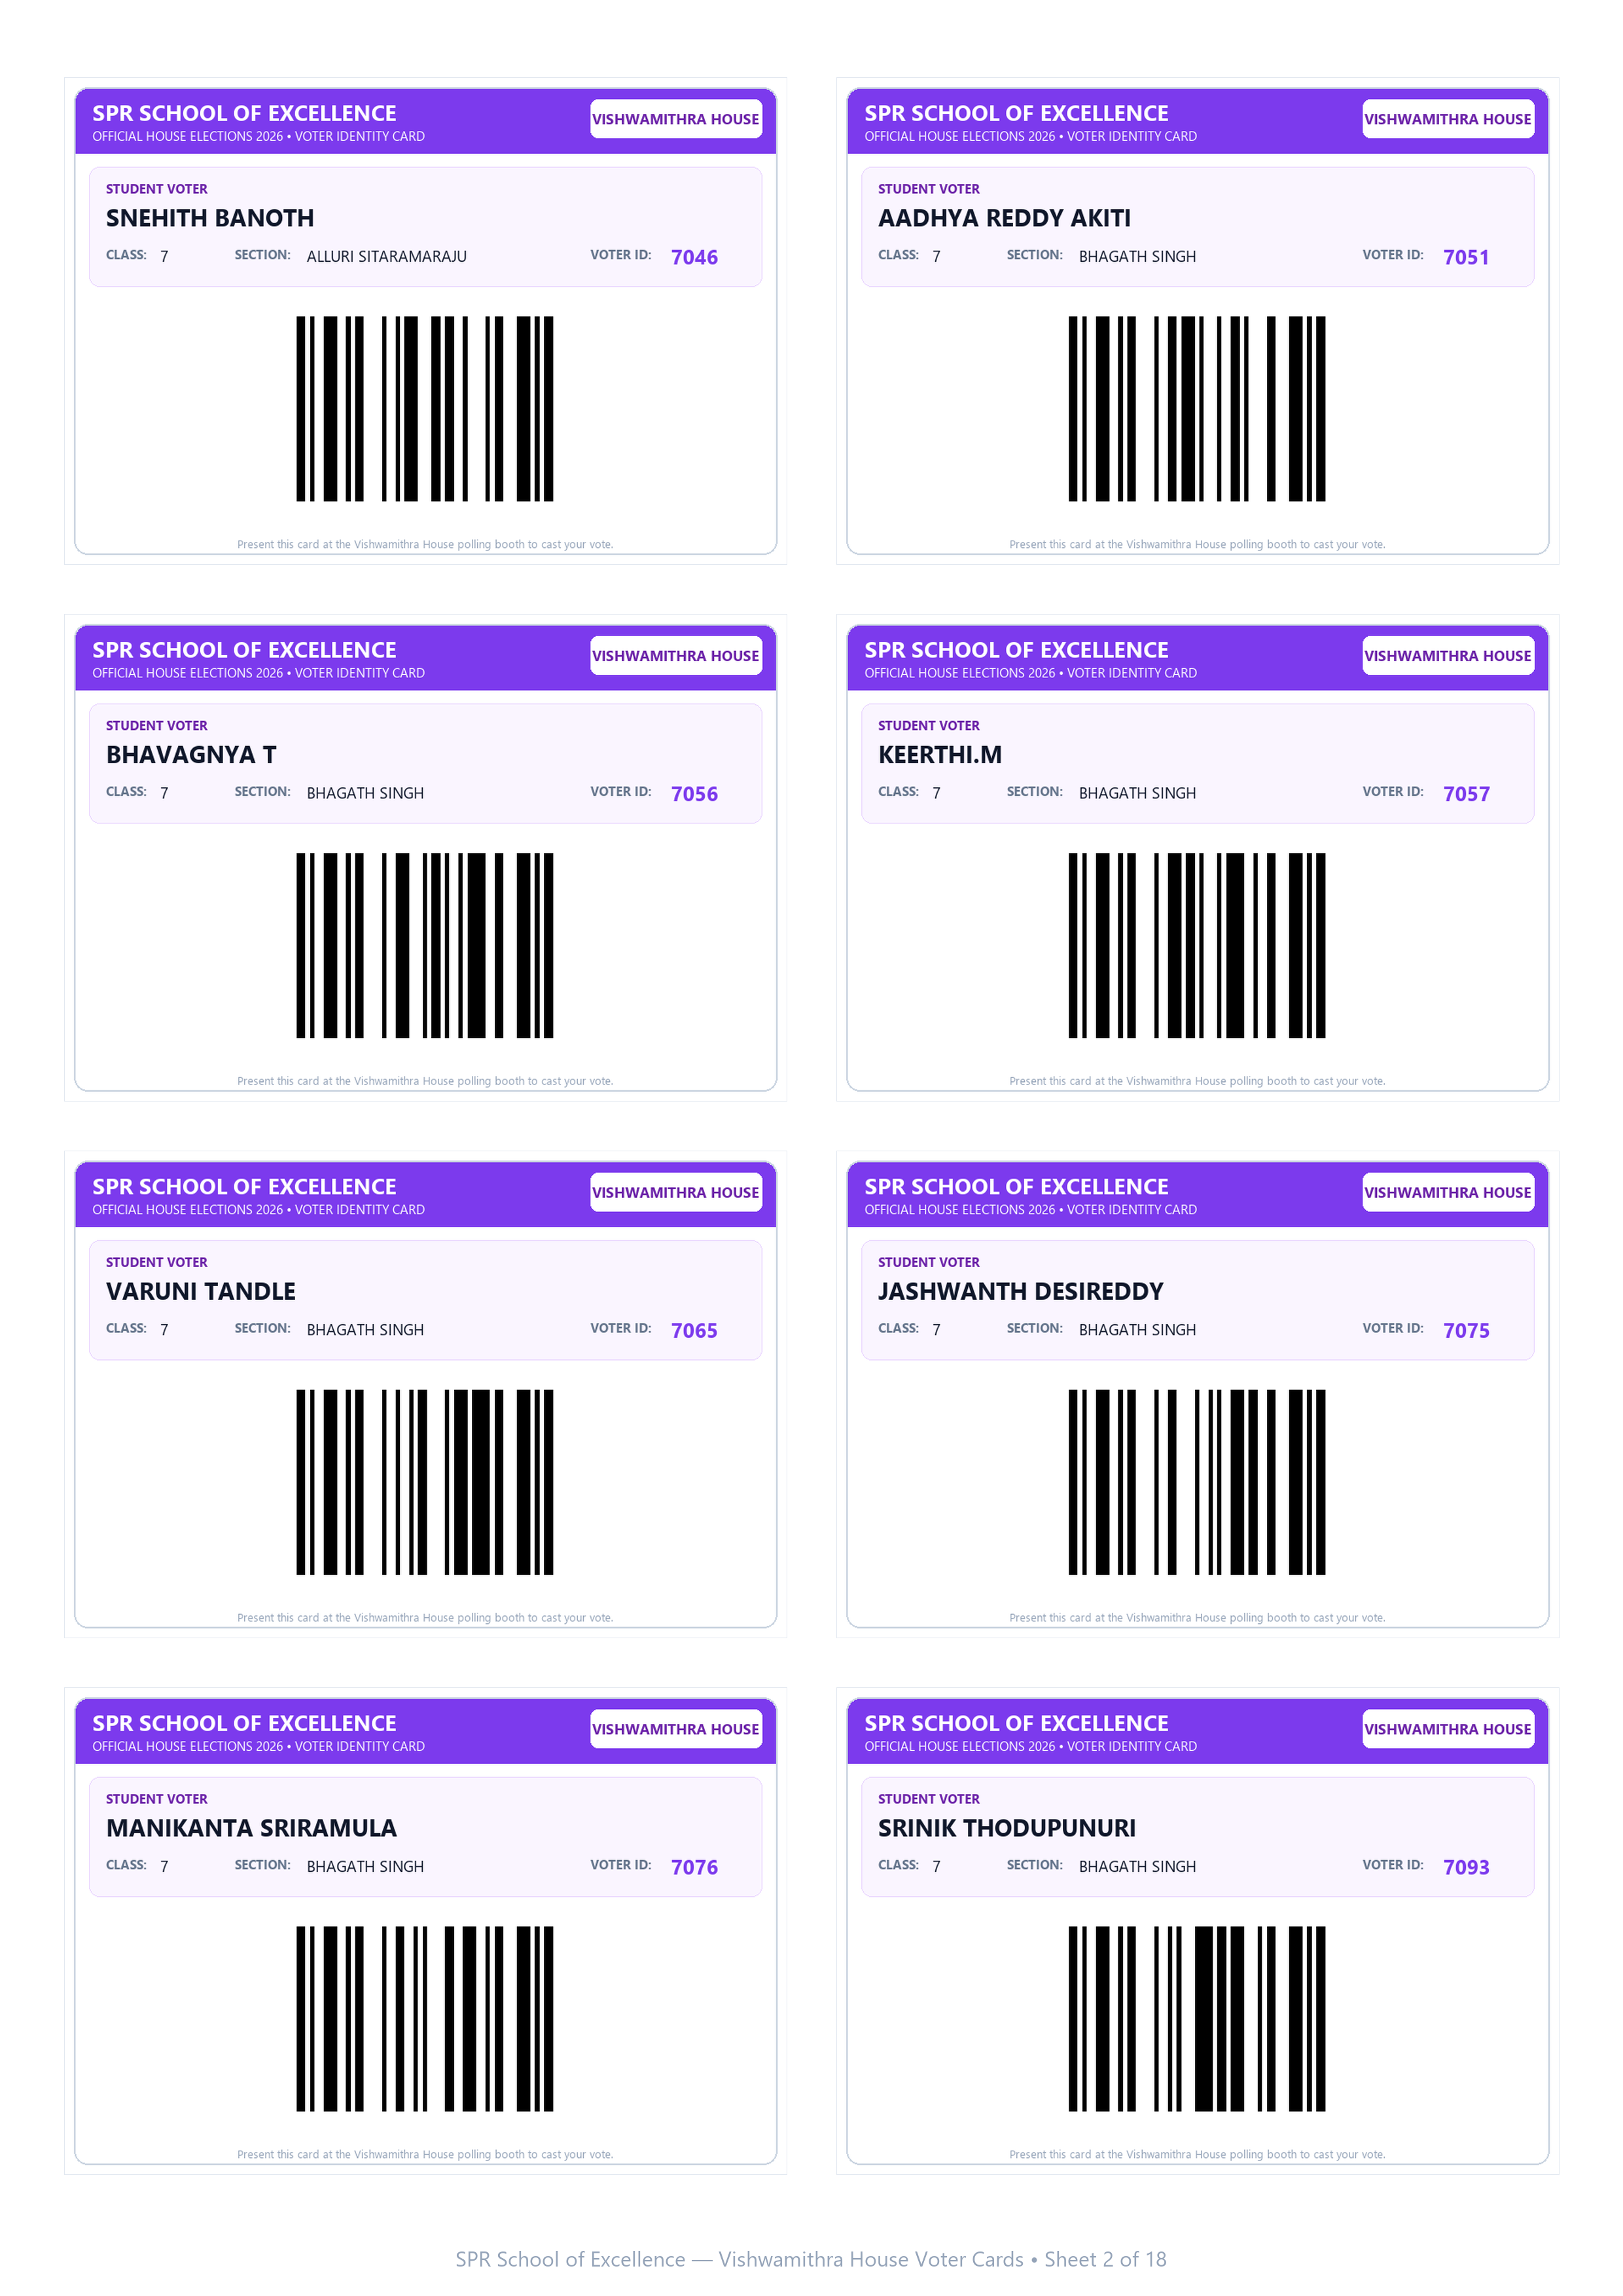 SPR SCHOOL OF EXCELLENCE
OFFICIAL HOUSE ELECTIONS 2026 • VOTER IDENTITY CARD
VISHWAMITHRA HOUSE
STUDENT VOTER
SNEHITH BANOTH
CLASS: 7 SECTION: ALLURI SITARAMARAJU VOTER ID: 7046
Present this card at the Vishwamithra House polling booth to cast your vote.
SPR SCHOOL OF EXCELLENCE
OFFICIAL HOUSE ELECTIONS 2026 • VOTER IDENTITY CARD
VISHWAMITHRA HOUSE
STUDENT VOTER
AADHYA REDDY AKITI
CLASS: 7 SECTION: BHAGATH SINGH VOTER ID: 7051
Present this card at the Vishwamithra House polling booth to cast your vote.
SPR SCHOOL OF EXCELLENCE
OFFICIAL HOUSE ELECTIONS 2026 • VOTER IDENTITY CARD
VISHWAMITHRA HOUSE
STUDENT VOTER
BHAVAGNYA T
CLASS: 7 SECTION: BHAGATH SINGH VOTER ID: 7056
Present this card at the Vishwamithra House polling booth to cast your vote.
SPR SCHOOL OF EXCELLENCE
OFFICIAL HOUSE ELECTIONS 2026 • VOTER IDENTITY CARD
VISHWAMITHRA HOUSE
STUDENT VOTER
KEERTHI.M
CLASS: 7 SECTION: BHAGATH SINGH VOTER ID: 7057
Present this card at the Vishwamithra House polling booth to cast your vote.
SPR SCHOOL OF EXCELLENCE
OFFICIAL HOUSE ELECTIONS 2026 • VOTER IDENTITY CARD
VISHWAMITHRA HOUSE
STUDENT VOTER
VARUNI TANDLE
CLASS: 7 SECTION: BHAGATH SINGH VOTER ID: 7065
Present this card at the Vishwamithra House polling booth to cast your vote.
SPR SCHOOL OF EXCELLENCE
OFFICIAL HOUSE ELECTIONS 2026 • VOTER IDENTITY CARD
VISHWAMITHRA HOUSE
STUDENT VOTER
JASHWANTH DESIREDDY
CLASS: 7 SECTION: BHAGATH SINGH VOTER ID: 7075
Present this card at the Vishwamithra House polling booth to cast your vote.
SPR SCHOOL OF EXCELLENCE
OFFICIAL HOUSE ELECTIONS 2026 • VOTER IDENTITY CARD
VISHWAMITHRA HOUSE
STUDENT VOTER
MANIKANTA SRIRAMULA
CLASS: 7 SECTION: BHAGATH SINGH VOTER ID: 7076
Present this card at the Vishwamithra House polling booth to cast your vote.
SPR SCHOOL OF EXCELLENCE
OFFICIAL HOUSE ELECTIONS 2026 • VOTER IDENTITY CARD
VISHWAMITHRA HOUSE
STUDENT VOTER
SRINIK THODUPUNURI
CLASS: 7 SECTION: BHAGATH SINGH VOTER ID: 7093
Present this card at the Vishwamithra House polling booth to cast your vote.
SPR School of Excellence — Vishwamithra House Voter Cards • Sheet 2 of 18